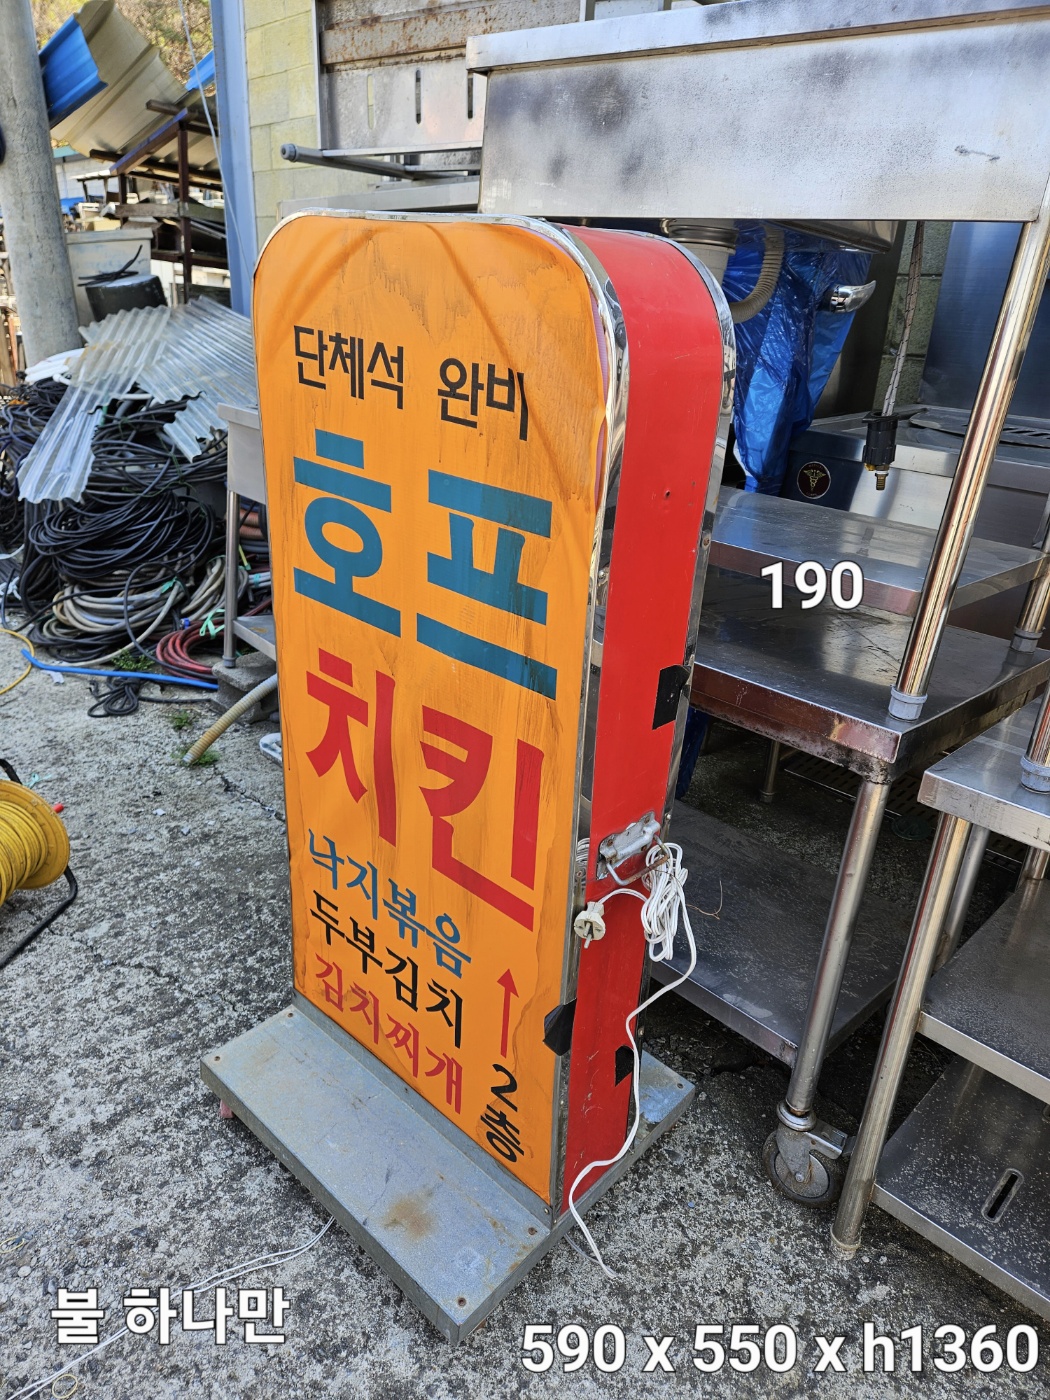 단체석 완비
호프
치킨
낙지볶음
두부김치
김치찌개
↑
2층
190
불 하나만
590 x 550 x h1360